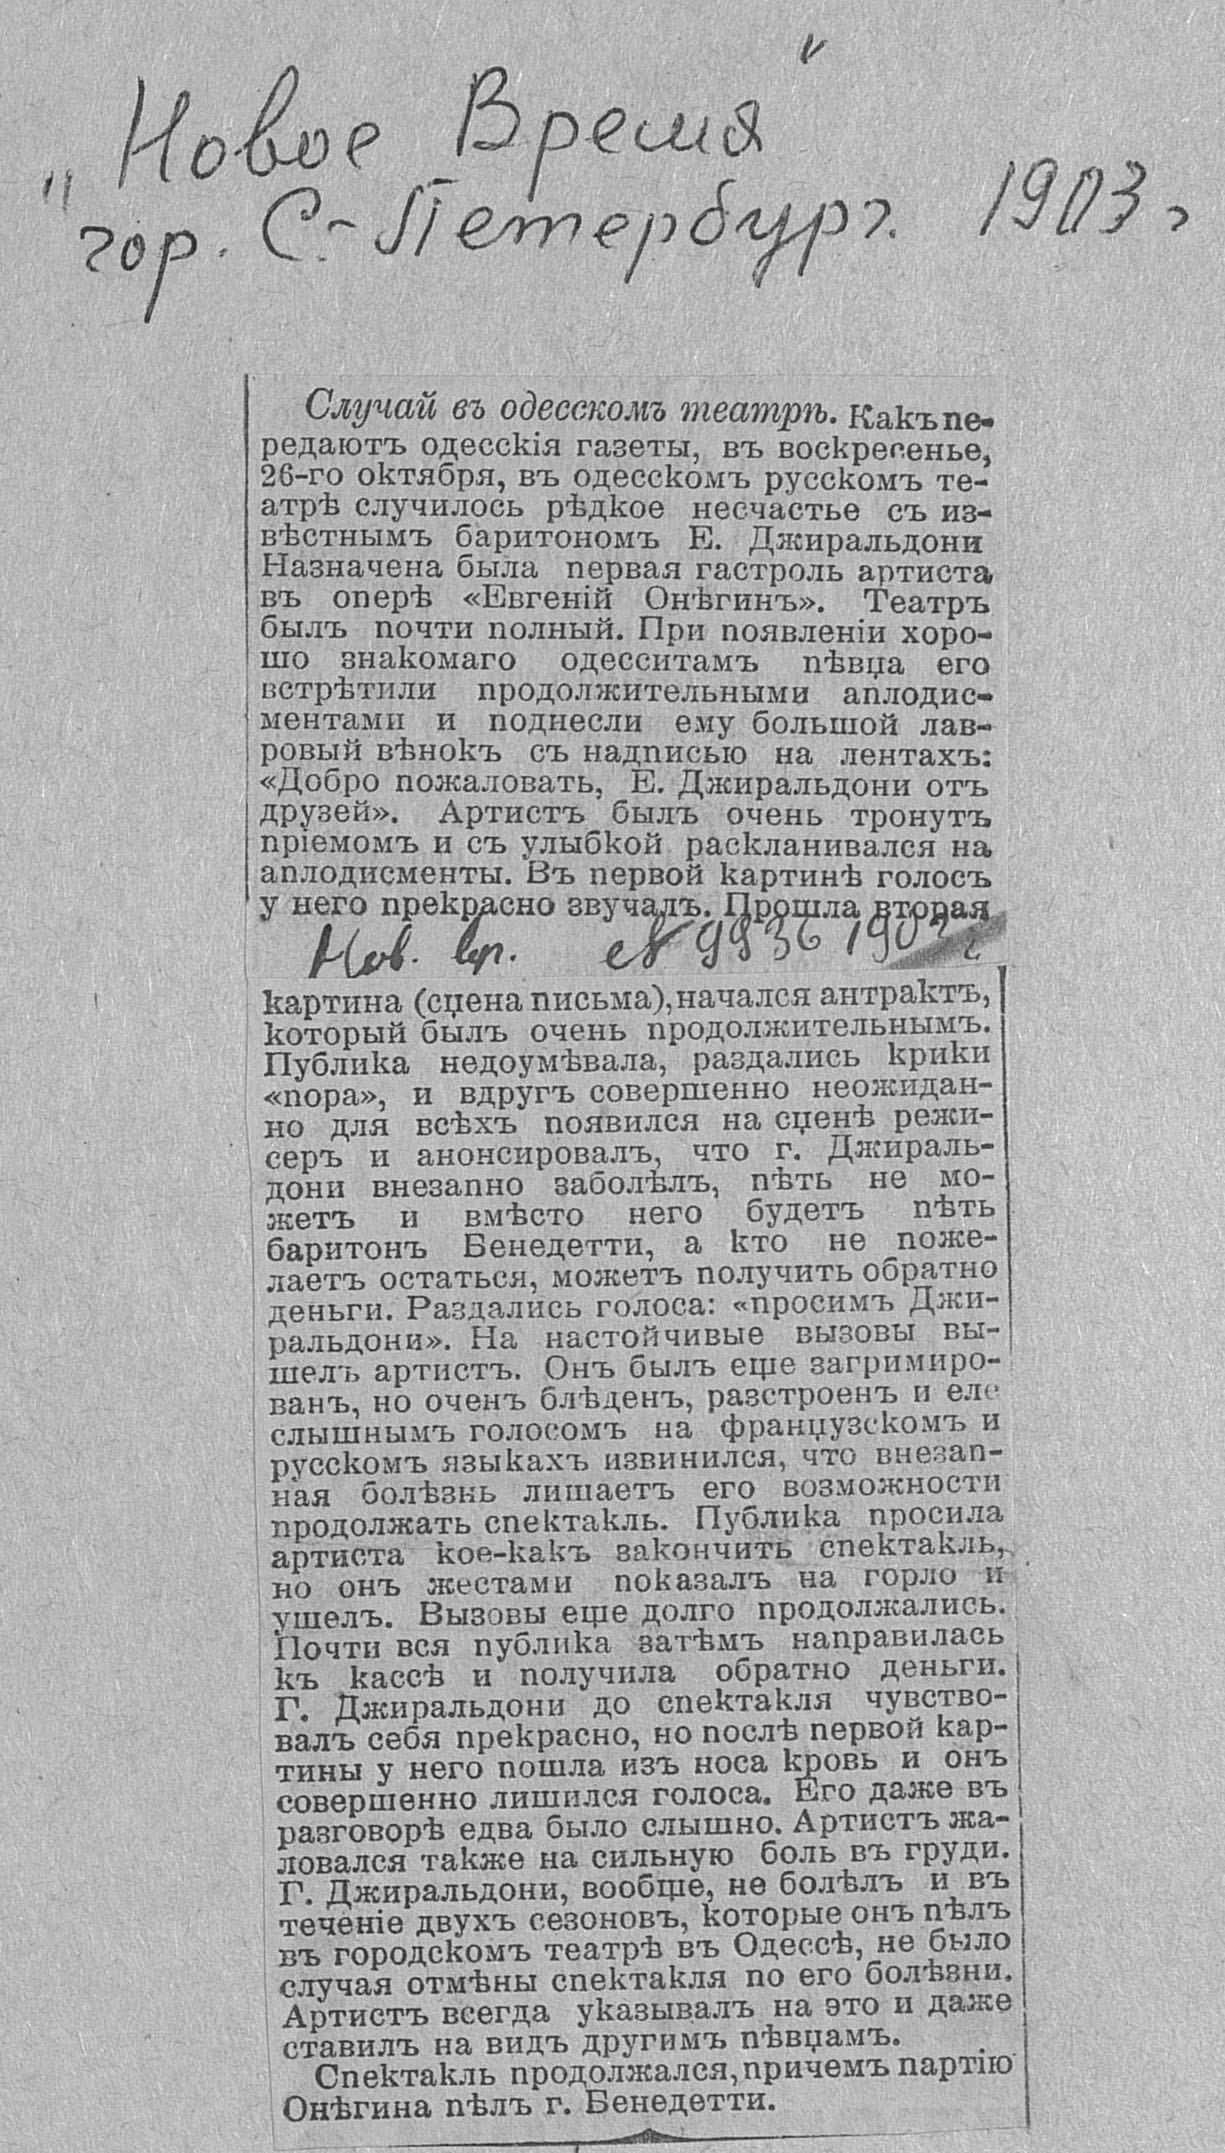 „Новое Время"
гор. С-Петербург. 1903 г
Случай въ одесскомъ театрѣ. Какъ пе-
редаютъ одесскія газеты, въ воскресенье,
26-го октября, въ одесскомъ русскомъ те-
атрѣ случилось рѣдкое несчастье съ из-
вѣстнымъ баритономъ Е. Джиральдони
Назначена была первая гастроль артиста
въ оперѣ «Евгеній Онѣгинъ». Театръ
былъ почти полный. При появленіи хоро-
шо знакомаго одесситамъ пѣвца его
встрѣтили продолжительными аплодис-
ментами и поднесли ему большой лав-
ровый вѣнокъ съ надписью на лентахъ:
«Добро пожаловать, Е. Джиральдони отъ
друзей». Артистъ былъ очень тронутъ
пріемомъ и съ улыбкой раскланивался на
аплодисменты. Въ первой картинѣ голосъ
у него прекрасно звучалъ. Прошла вторая
Нов. вр. № 9936 1903 г
картина (сцена письма), начался антрактъ,
который былъ очень продолжительнымъ.
Публика недоумѣвала, раздались крики
«пора», и вдругъ совершенно неожидан-
но для всѣхъ появился на сценѣ режи-
серъ и анонсировалъ, что г. Джираль-
дони внезапно заболѣлъ, пѣть не мо-
жетъ и вмѣсто него будетъ пѣть
баритонъ Бенедетти, а кто не поже-
лаетъ остаться, можетъ получить обратно
деньги. Раздались голоса: «просимъ Джи-
ральдони». На настойчивые вызовы вы-
шелъ артистъ. Онъ былъ еще загримиро-
ванъ, но оченъ блѣденъ, разстроенъ и еле
слышнымъ голосомъ на французскомъ и
русскомъ языкахъ извинился, что внезап-
ная болѣзнь лишаетъ его возможности
продолжать спектакль. Публика просила
артиста кое-какъ закончить спектакль,
но онъ жестами показалъ на горло и
ушелъ. Вызовы еще долго продолжались.
Почти вся публика затѣмъ направилась
къ кассѣ и получила обратно деньги.
Г. Джиральдони до спектакля чувство-
валъ себя прекрасно, но послѣ первой кар-
тины у него пошла изъ носа кровь и онъ
совершенно лишился голоса. Его даже въ
разговорѣ едва было слышно. Артистъ жа-
ловался также на сильную боль въ груди.
Г. Джиральдони, вообще, не болѣлъ и въ
теченіе двухъ сезоновъ, которые онъ пѣлъ
въ городскомъ театрѣ въ Одессѣ, не было
случая отмѣны спектакля по его болѣзни.
Артистъ всегда указывалъ на это и даже
ставилъ на видъ другимъ пѣвцамъ.
Спектакль продолжался, причемъ партію
Онѣгина пѣлъ г. Бенедетти.